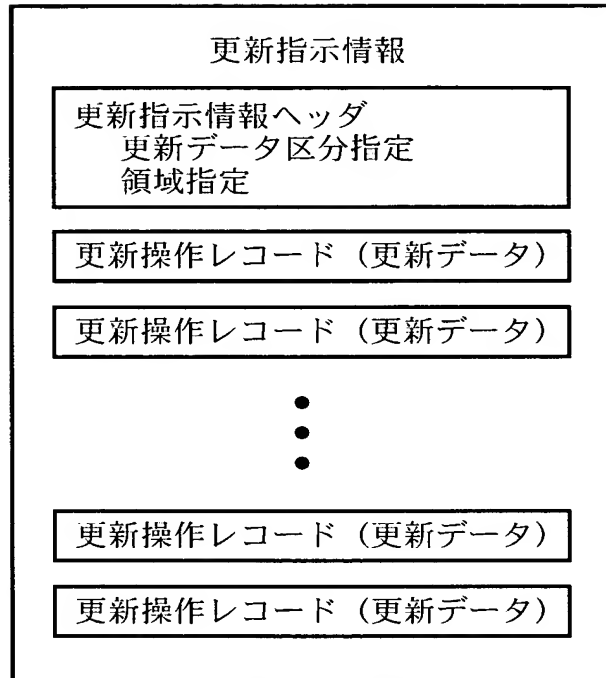 更新指示情報
更新指示情報ヘッダ
更新データ区分指定
領域指定
更新操作レコード（更新データ）
更新操作レコード（更新データ）
更新操作レコード（更新データ）
更新操作レコード（更新データ）